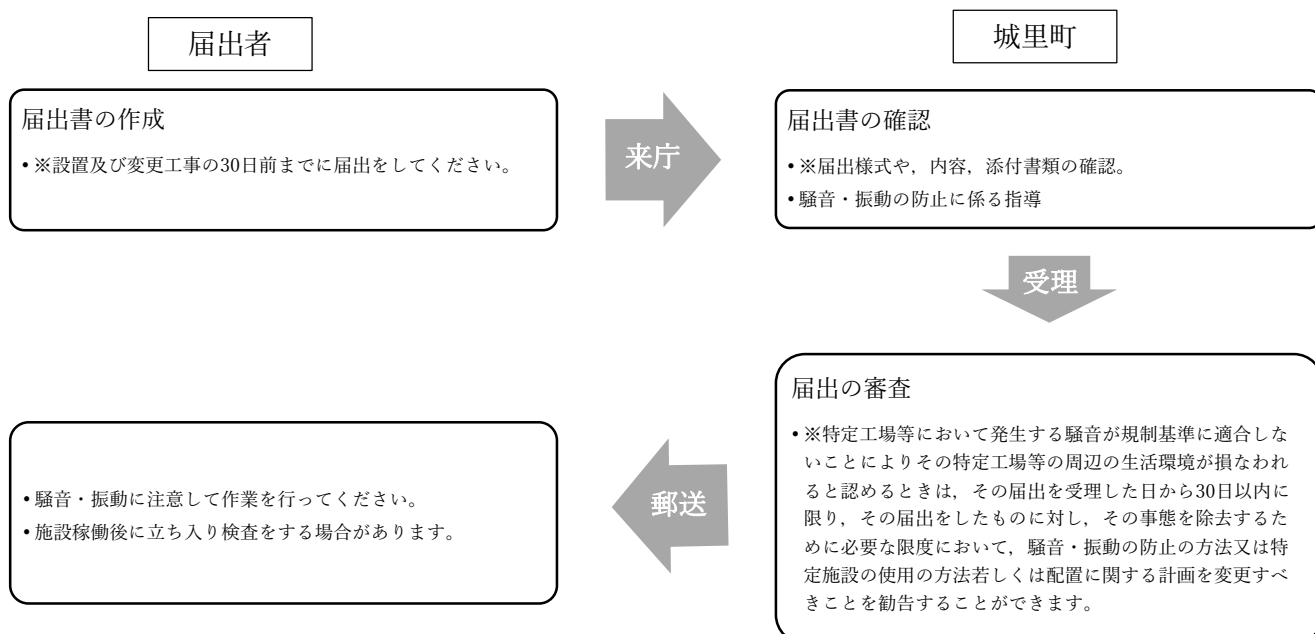 届出者
城里町
届出書の作成
•※設置及び変更工事の30日前までに届出をしてください。
来庁
届出書の確認
•※届出様式や，内容，添付書類の確認。
•騒音・振動の防止に係る指導
受理
届出の審査
•※特定工場等において発生する騒音が規制基準に適合しな
いことによりその特定工場等の周辺の生活環境が損なわれ
ると認めるときは，その届出を受理した日から30日以内に
限り，その届出をしたものに対し，その事態を除去するた
めに必要な限度において，騒音・振動の防止の方法又は特
定施設の使用の方法若しくは配置に関する計画を変更すべ
きことを勧告することができます。
郵送
•騒音・振動に注意して作業を行ってください。
•施設稼働後に立ち入り検査をする場合があります。